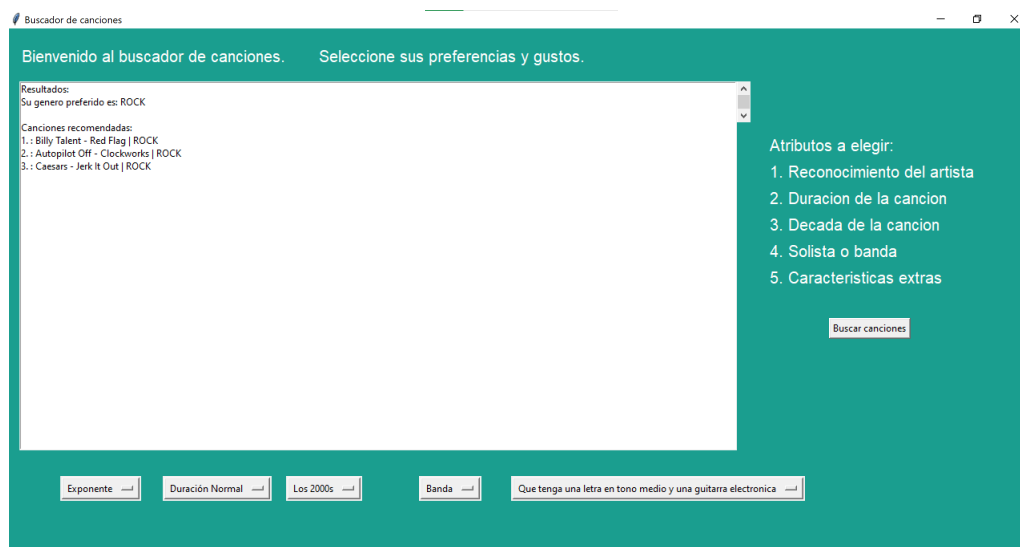 Buscador de canciones
Bienvenido al buscador de canciones. Seleccione sus preferencias y gustos.
Resultados:
Su genero preferido es: ROCK
Canciones recomendadas:
1. : Billy Talent - Red Flag | ROCK
2. : Autopilot Off - Clockworks | ROCK
3. : Caesars - Jerk It Out | ROCK
Atributos a elegir:
1. Reconocimiento del artista
2. Duracion de la cancion
3. Decada de la cancion
4. Solista o banda
5. Caracteristicas extras
Buscar canciones
Exponente Duración Normal Los 2000s Banda Que tenga una letra en tono medio y una guitarra electronica